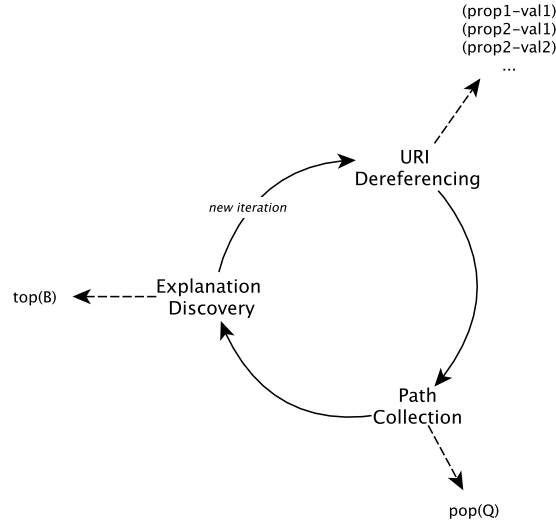 (prop1-val1)
(prop2-val1)
(prop2-val2)
...
URI
Dereferencing
new iteration
Explanation
Discovery
top(B)
Path
Collection
pop(Q)